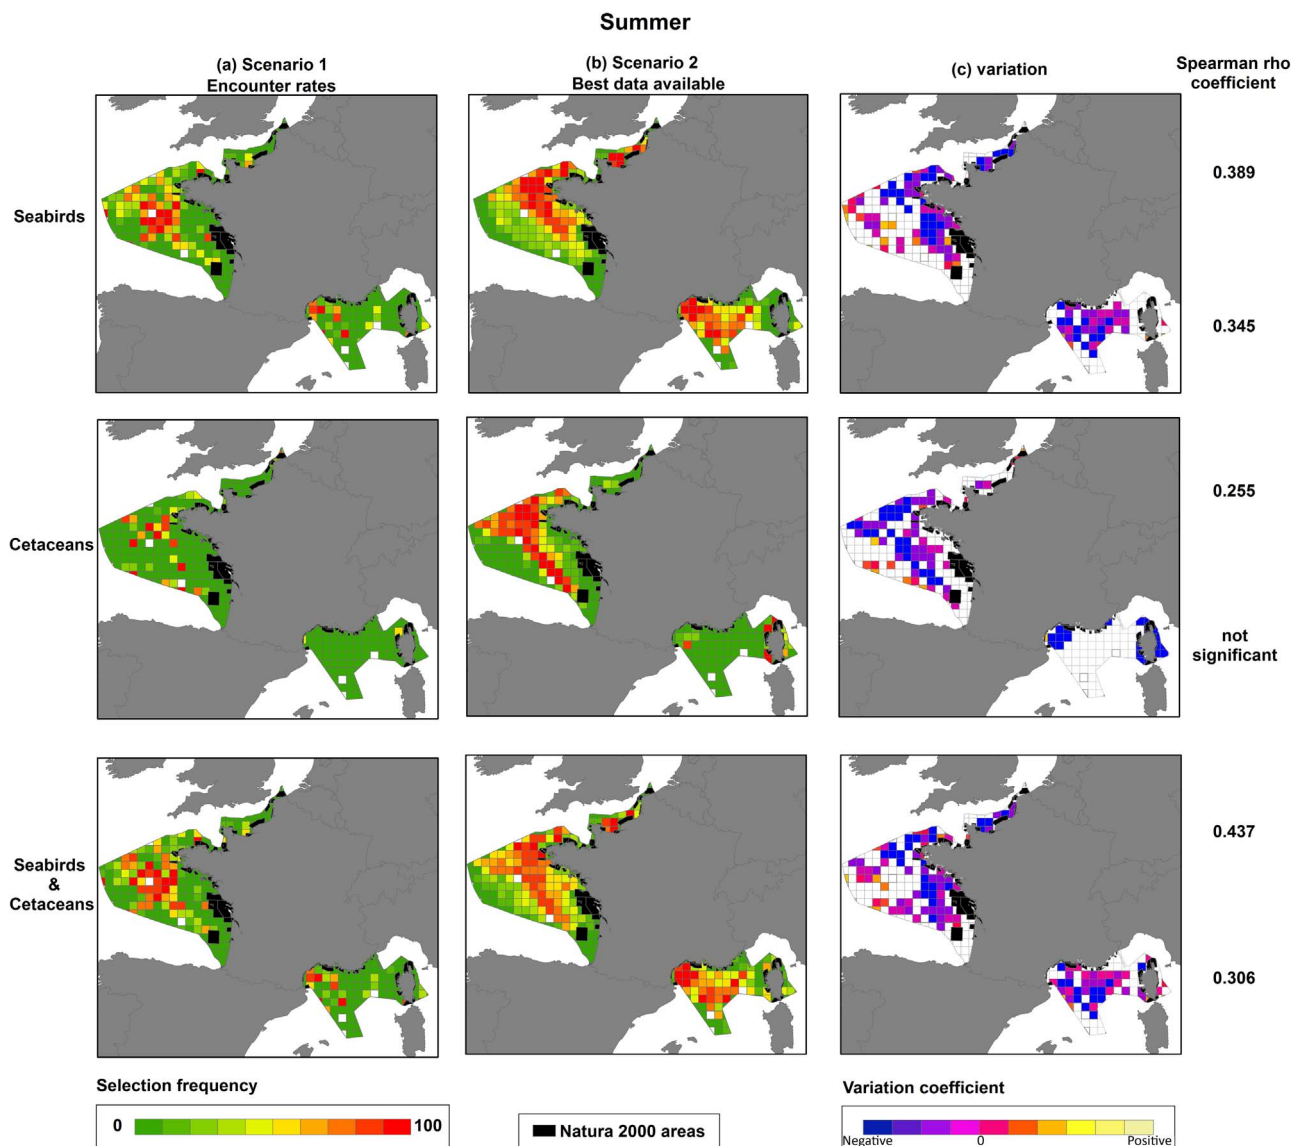 Summer
(a) Scenario 1
Encounter rates
(b) Scenario 2
Best data available
(c) variation
Spearman rho
coefficient
Seabirds
0.389
0.345
Cetaceans
0.255
not
significant
Seabirds
&
Cetaceans
0.437
0.306
Selection frequency
0
100
Natura 2000 areas
Variation coefficient
Negative
0
Positive